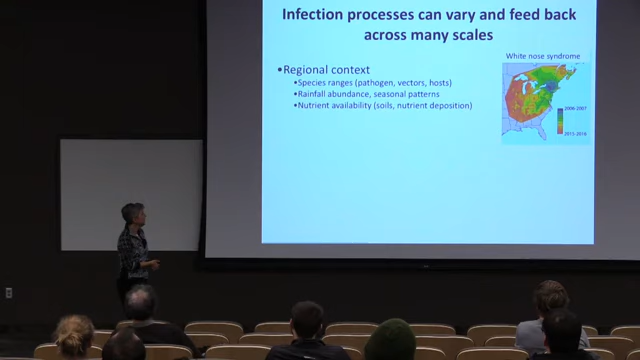 Infection processes can vary and feed back
across many scales
White nose syndrome
•Regional context
•Species ranges (pathogen, vectors, hosts)
•Rainfall abundance, seasonal patterns
•Nutrient availability (soils, nutrient deposition)
2006-2007
2015-2016